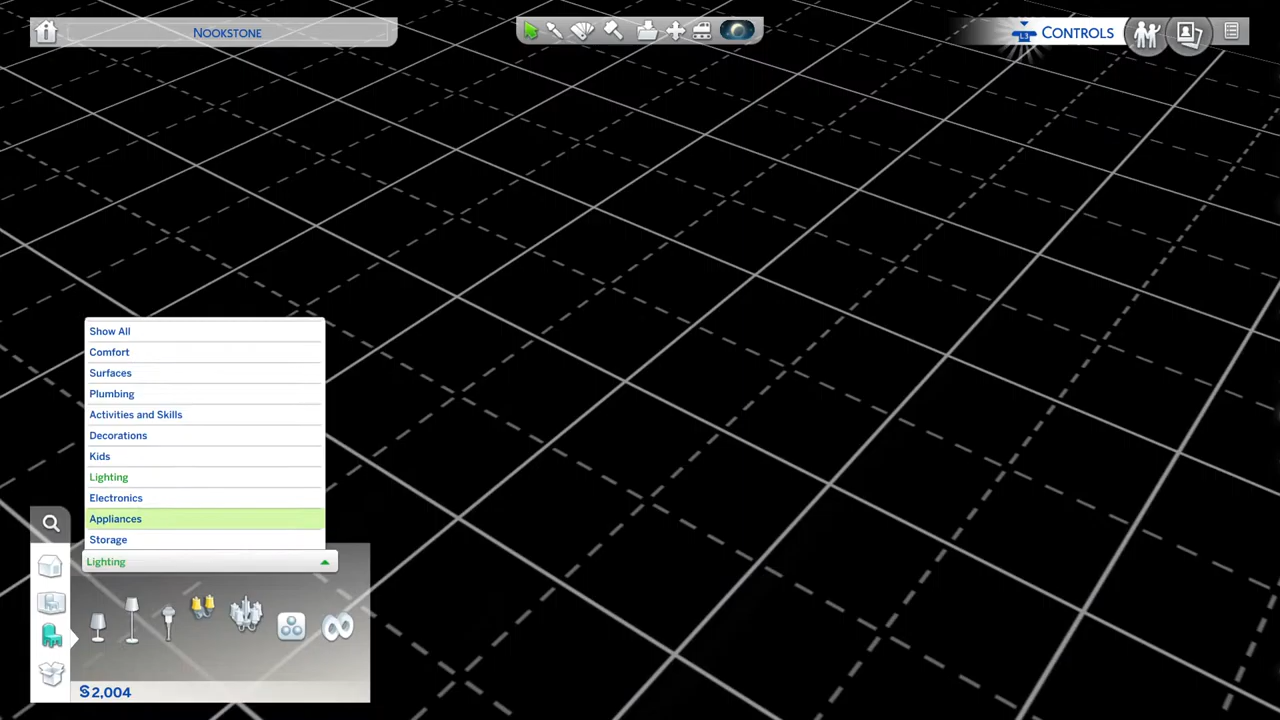 NOOKSTONE
L3 CONTROLS
Show All
Comfort
Surfaces
Plumbing
Activities and Skills
Decorations
Kids
Lighting
Electronics
Appliances
Storage
Lighting
§2,004